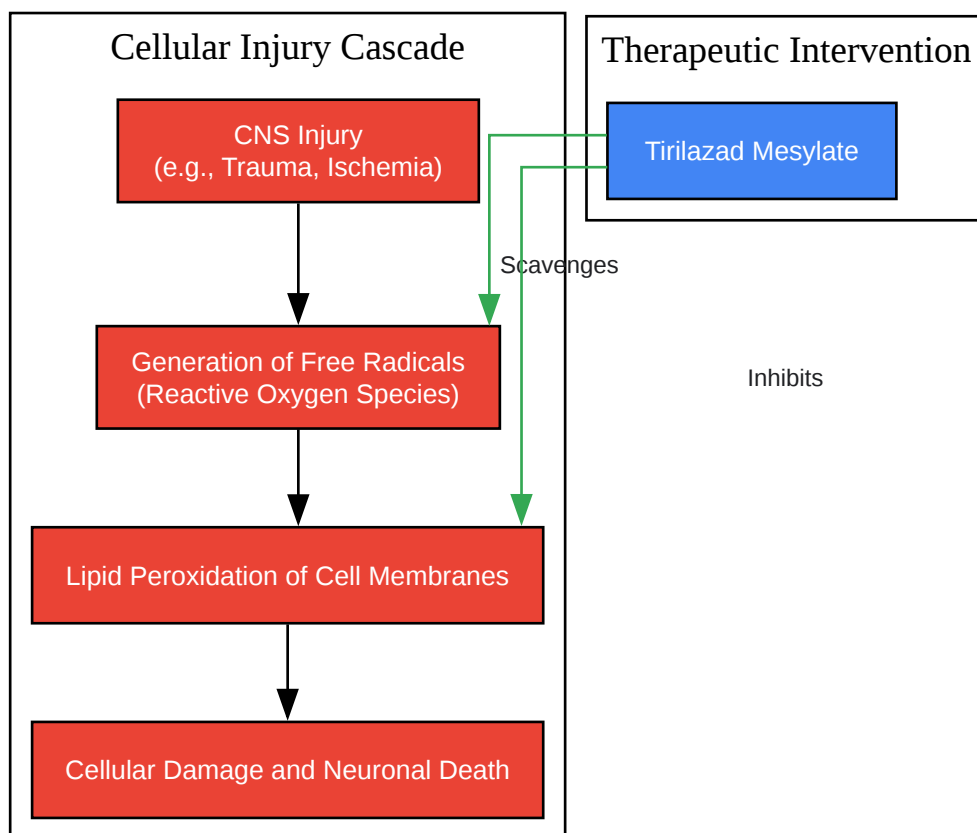 Cellular Injury Cascade
CNS Injury
(e.g., Trauma, Ischemia)
Generation of Free Radicals
(Reactive Oxygen Species)
Lipid Peroxidation of Cell Membranes
Cellular Damage and Neuronal Death
Therapeutic Intervention
Tirilazad Mesylate
Scavenges
Inhibits